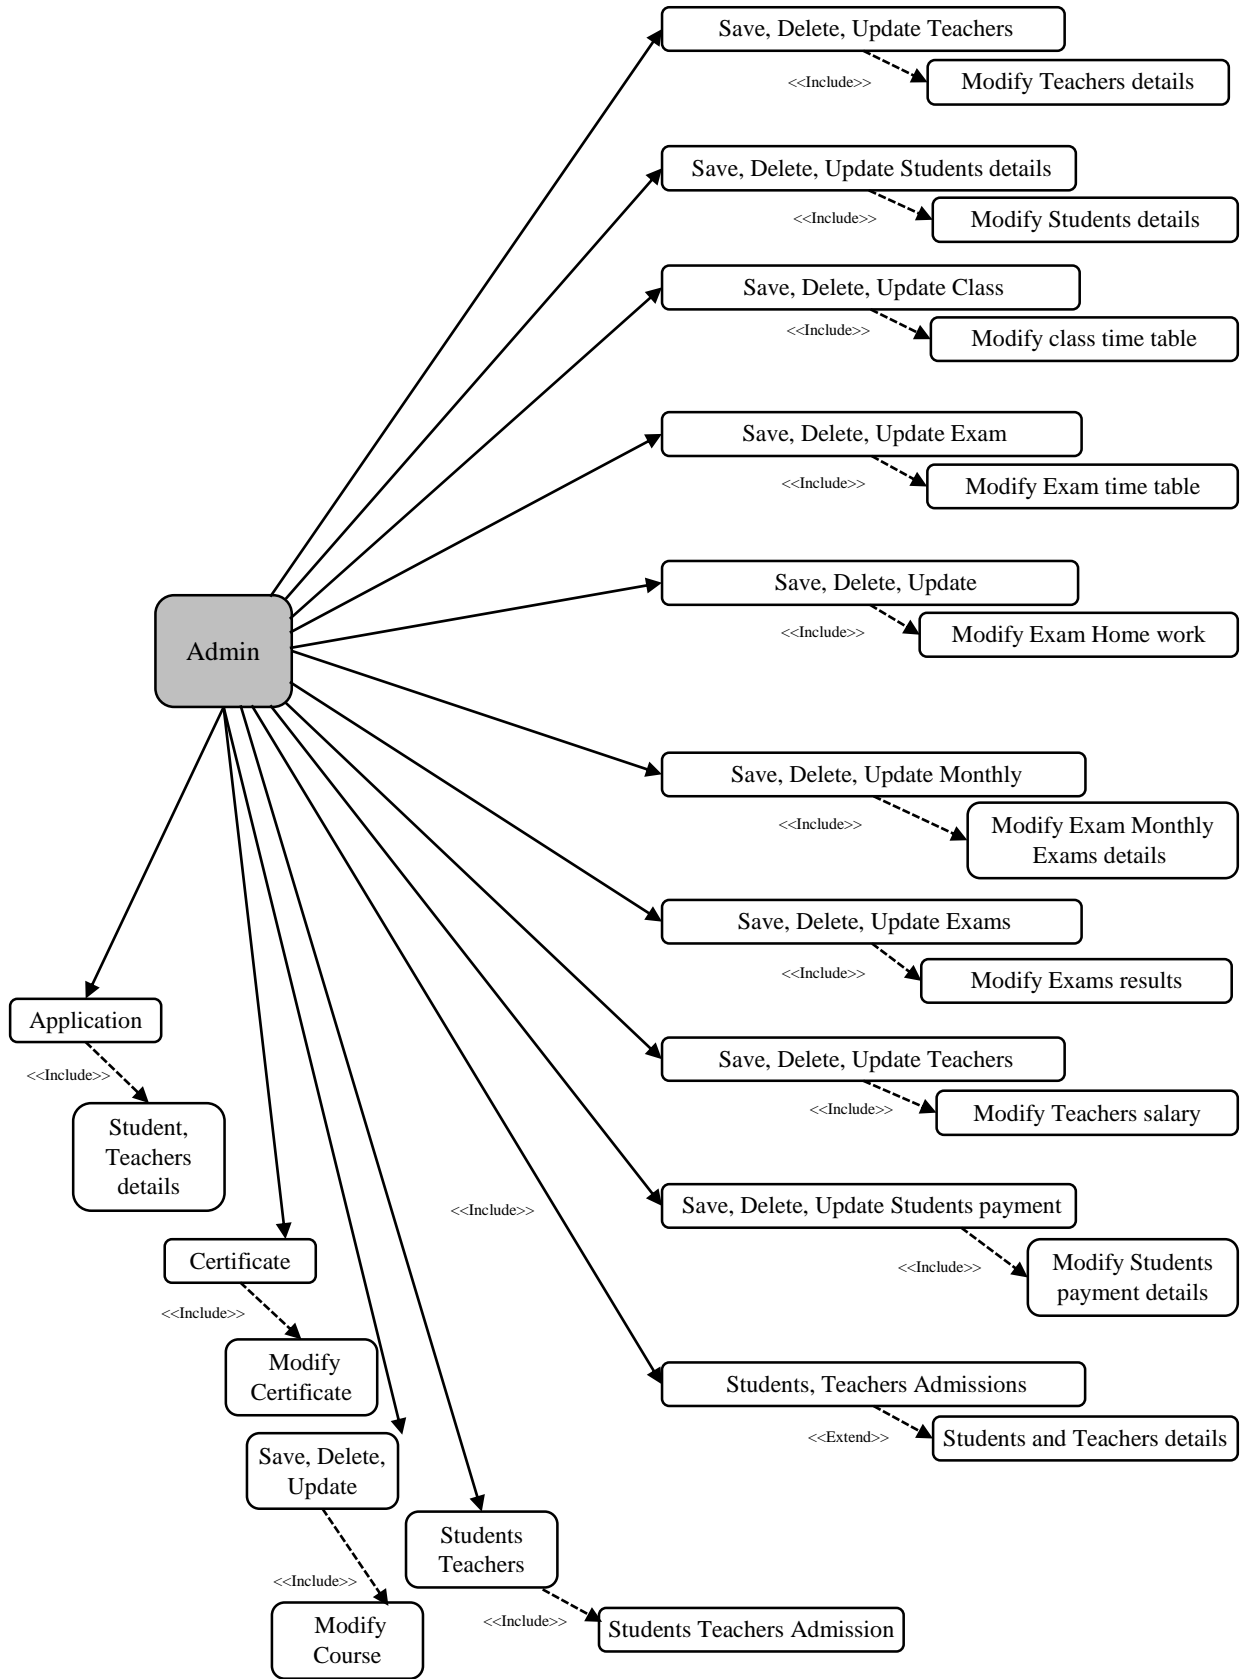 Save, Delete, Update Teachers
<<Include>>
Modify Teachers details
Save, Delete, Update Students details
<<Include>>
Modify Students details
Save, Delete, Update Class
<<Include>>
Modify class time table
Save, Delete, Update Exam
<<Include>>
Modify Exam time table
Save, Delete, Update
<<Include>>
Modify Exam Home work
Admin
Save, Delete, Update Monthly
<<Include>>
Modify Exam Monthly
Exams details
Save, Delete, Update Exams
<<Include>>
Modify Exams results
Application
<<Include>>
Student,
Teachers
details
Save, Delete, Update Teachers
<<Include>>
Modify Teachers salary
<<Include>>
Save, Delete, Update Students payment
<<Include>>
Modify Students
payment details
Certificate
<<Include>>
Modify
Certificate
Students, Teachers Admissions
<<Extend>>
Students and Teachers details
Save, Delete,
Update
<<Include>>
Modify
Course
Students
Teachers
<<Include>>
Students Teachers Admission